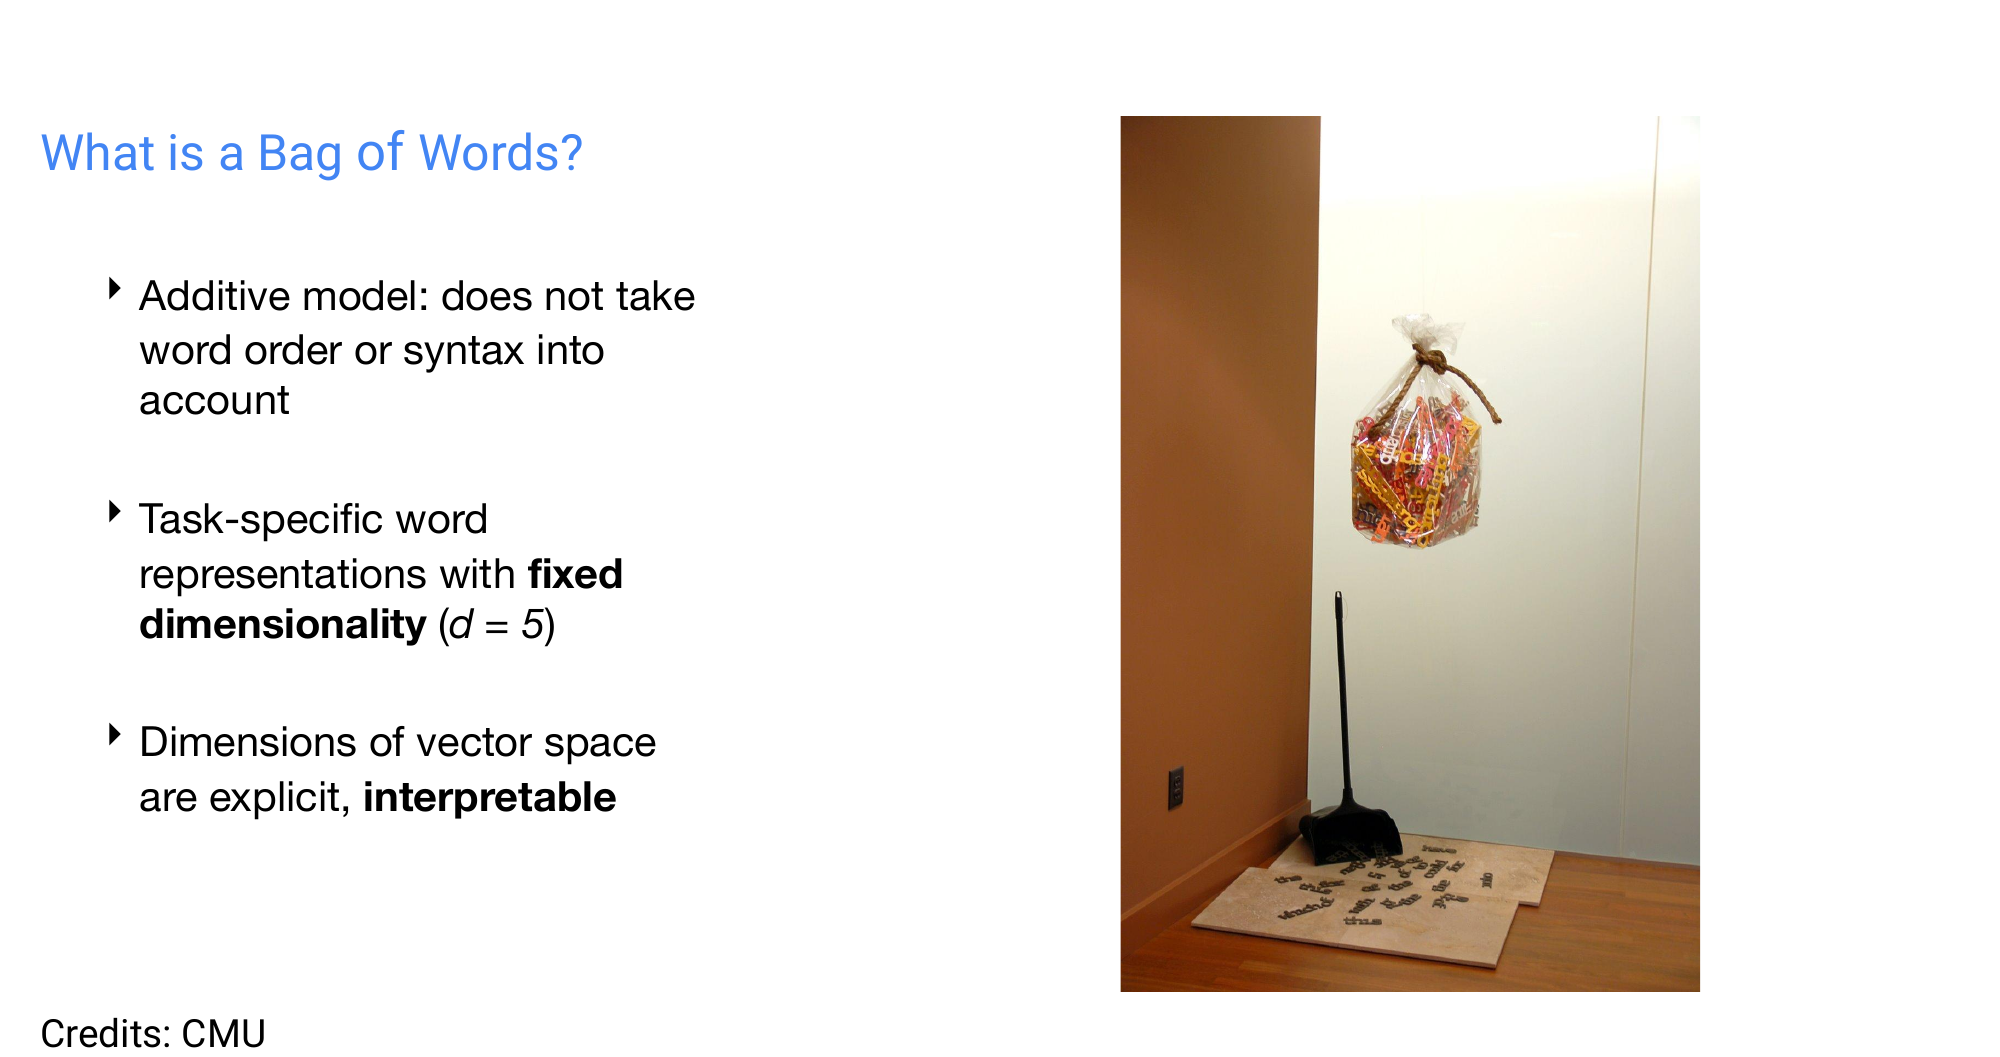 What is a Bag of Words?
Additive model: does not take
word order or syntax into
account
Task-specific word
representations with fixed
dimensionality (d = 5)
Dimensions of vector space
are explicit, interpretable
Credits: CMU